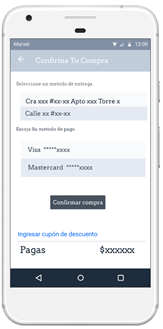 Marvel 13:00
Confirma Tu Compra
Seleccione un metodo de entrega
Cra xxx #xx-xx Apto xxx Torre x
Calle xx #xx-xx
Escoja Su metodo de pago
Visa *****xxxx
Mastercard *****xxxx
Confirmar compra
Ingresar cupón de descuento
Pagas $xxxxxx